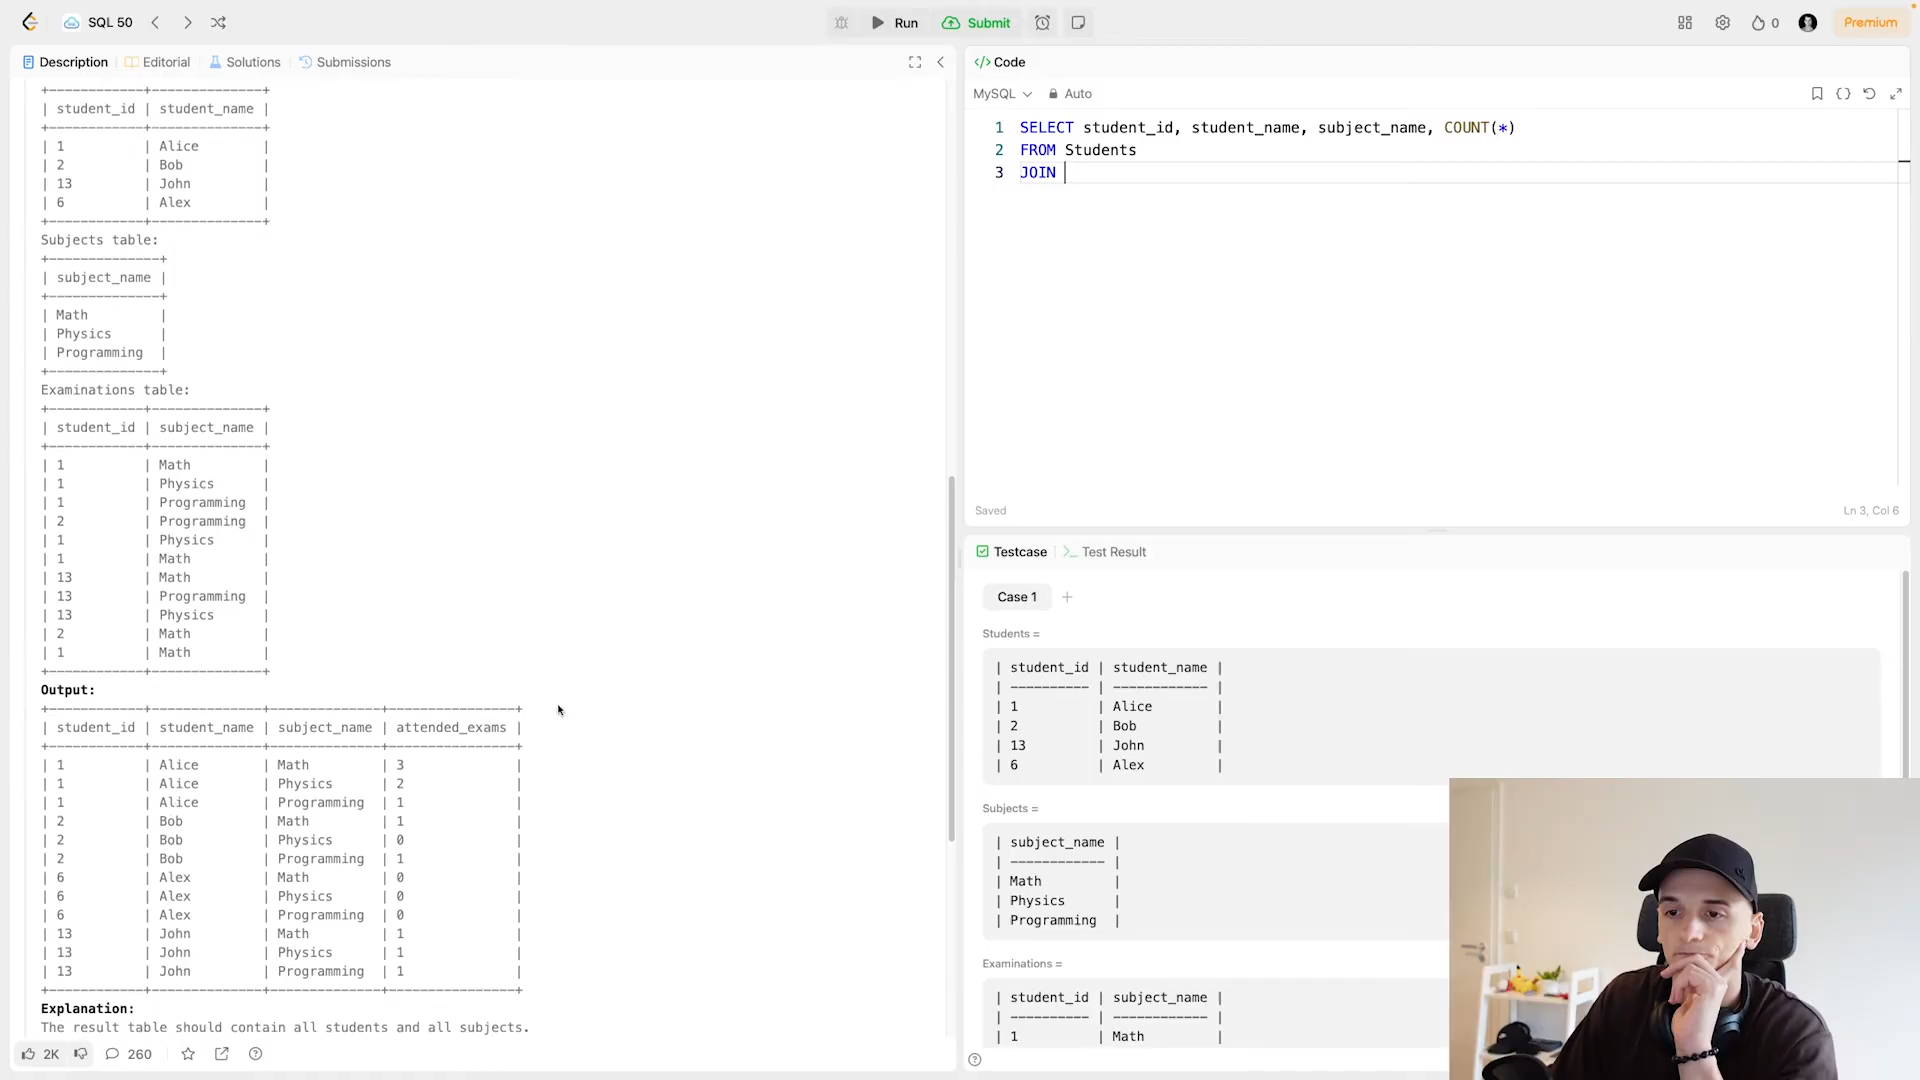 SQL 50
Run
Submit
0
Premium
Description
Editorial
Solutions
Submissions
+------------+--------------+
| student_id | student_name |
+------------+--------------+
| 1 | Alice |
| 2 | Bob |
| 13 | John |
| 6 | Alex |
+------------+--------------+
Subjects table:
+--------------+
| subject_name |
+--------------+
| Math |
| Physics |
| Programming |
+--------------+
Examinations table:
+------------+--------------+
| student_id | subject_name |
+------------+--------------+
| 1 | Math |
| 1 | Physics |
| 1 | Programming |
| 2 | Programming |
| 1 | Physics |
| 1 | Math |
| 13 | Math |
| 13 | Programming |
| 13 | Physics |
| 2 | Math |
| 1 | Math |
+------------+--------------+
Output:
+------------+--------------+--------------+----------------+
| student_id | student_name | subject_name | attended_exams |
+------------+--------------+--------------+----------------+
| 1 | Alice | Math | 3 |
| 1 | Alice | Physics | 2 |
| 1 | Alice | Programming | 1 |
| 2 | Bob | Math | 1 |
| 2 | Bob | Physics | 0 |
| 2 | Bob | Programming | 1 |
| 6 | Alex | Math | 0 |
| 6 | Alex | Physics | 0 |
| 6 | Alex | Programming | 0 |
| 13 | John | Math | 1 |
| 13 | John | Physics | 1 |
| 13 | John | Programming | 1 |
+------------+--------------+--------------+----------------+
Explanation:
The result table should contain all students and all subjects.
2K
260
</> Code
MySQL
Auto
1 SELECT student_id, student_name, subject_name, COUNT(*)
2 FROM Students
3 JOIN
Saved
Ln 3, Col 6
Testcase
>_ Test Result
Case 1
+
Students =
| student_id | student_name |
| ---------- | ------------ |
| 1 | Alice |
| 2 | Bob |
| 13 | John |
| 6 | Alex |
Subjects =
| subject_name |
| ------------ |
| Math |
| Physics |
| Programming |
Examinations =
| student_id | subject_name |
| ---------- | ------------ |
| 1 | Math |